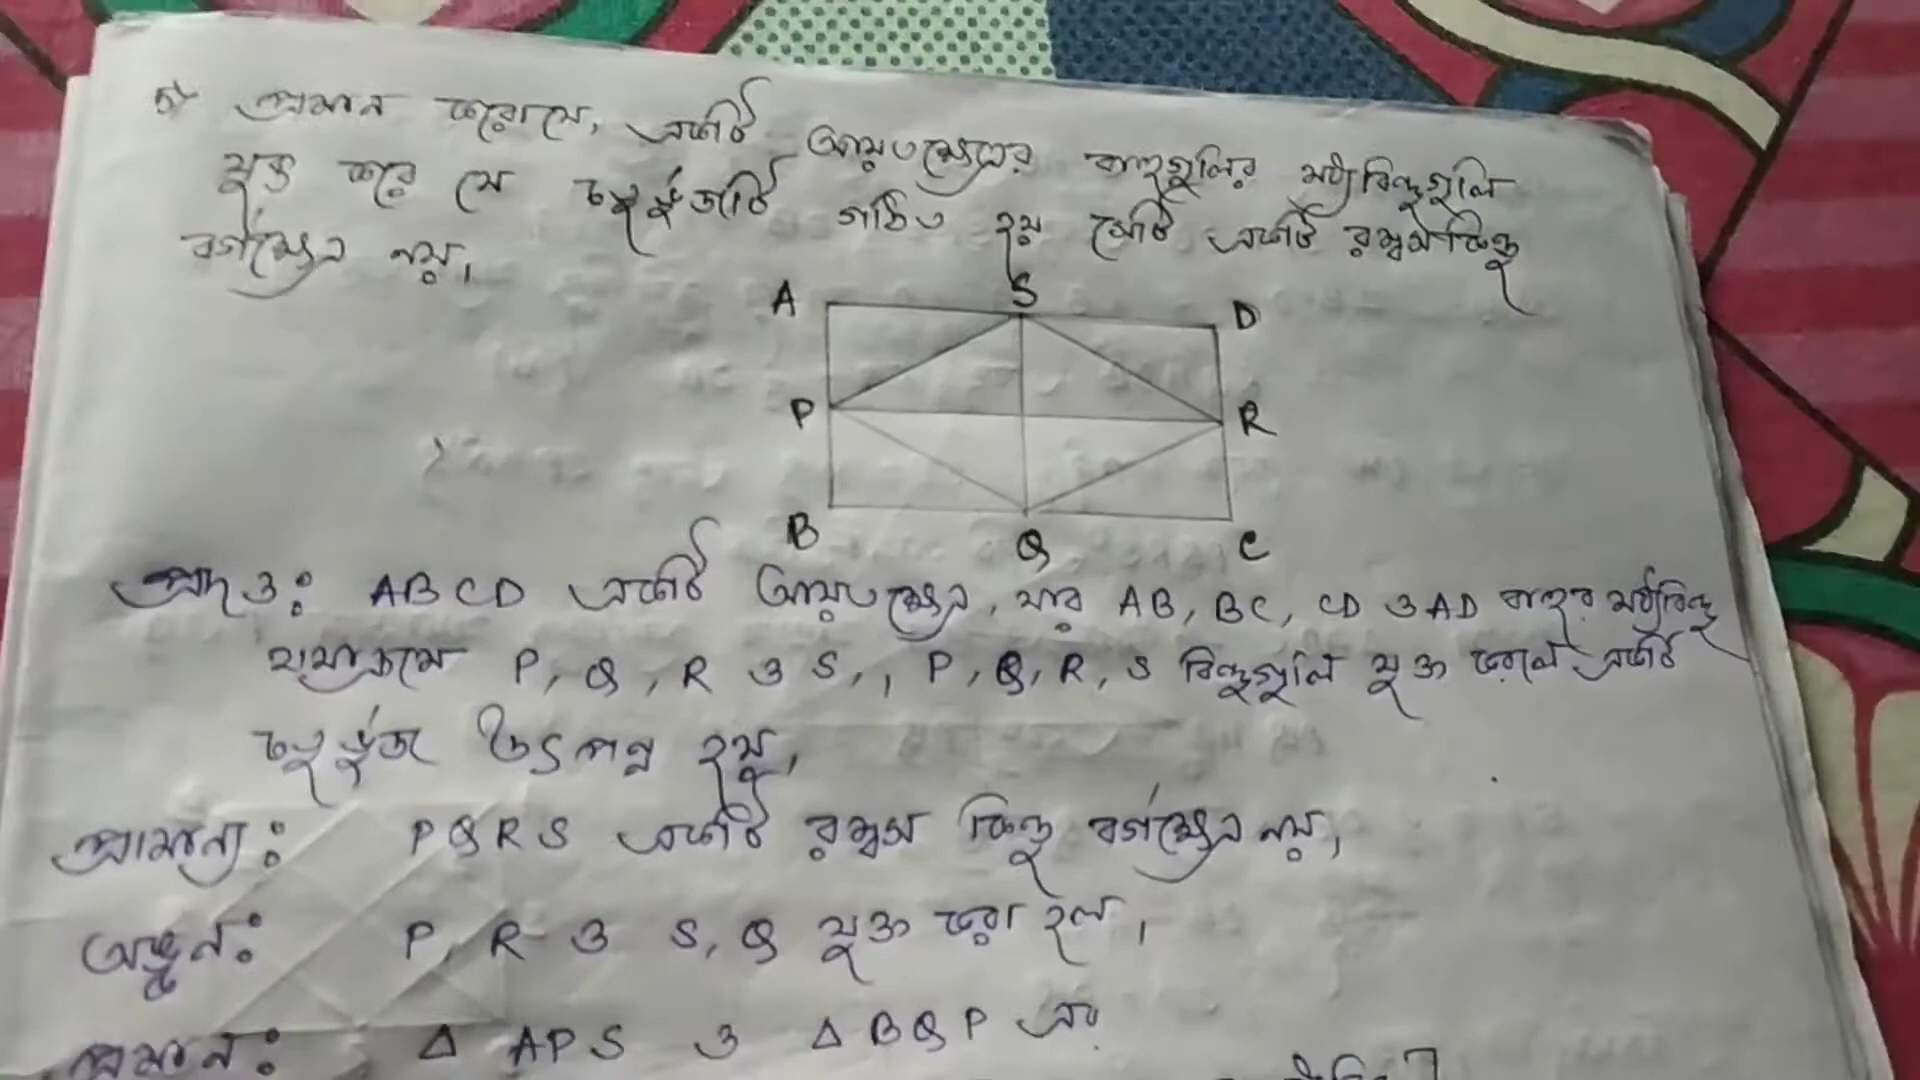 ৫৷ প্রমান করোযে, একটি আয়তক্ষেত্রের বাহুগুলির মধ্যবিন্দুগুলি
যুক্ত করে যে চতুর্ভুজটি গঠিত হয় সেটি একটি রম্বস কিন্তু
বর্গক্ষেত্র নয়।
A S D
P R
B Q C
প্রদত্ত: ABCD একটি আয়তক্ষেত্র, যার AB, BC, CD ও AD বাহুর মধ্যবিন্দু
যথাক্রমে P, Q, R ও S,, P, Q, R, S বিন্দুগুলি যুক্ত করলে একটি
চতুর্ভুজ উৎপন্ন হয়।
প্রামান্য: PQRS একটি রম্বস কিন্তু বর্গক্ষেত্র নয়।
অঙ্কন: P, R ও S, Q যুক্ত করা হল।
প্রমান: Δ APS ও Δ BQP এর